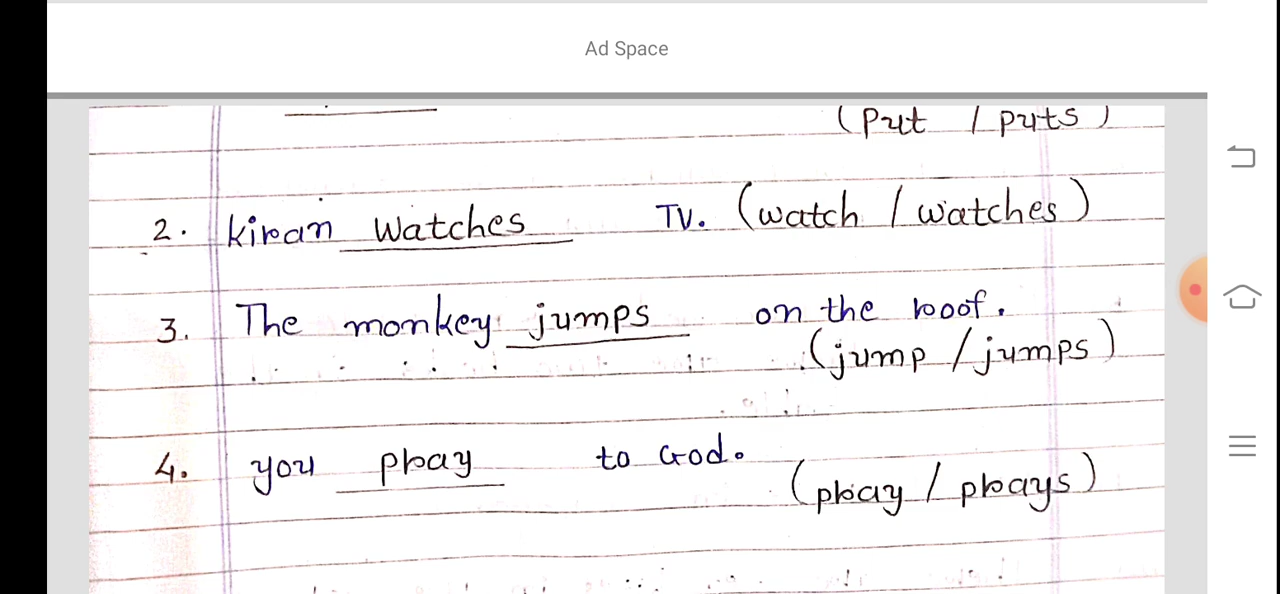 Ad Space
(Put / puts)
2. kiran Watches TV. (watch / watches)
3. The monkey jumps on the roof.
(jump / jumps)
4. you pray to God.
(pray / prays)